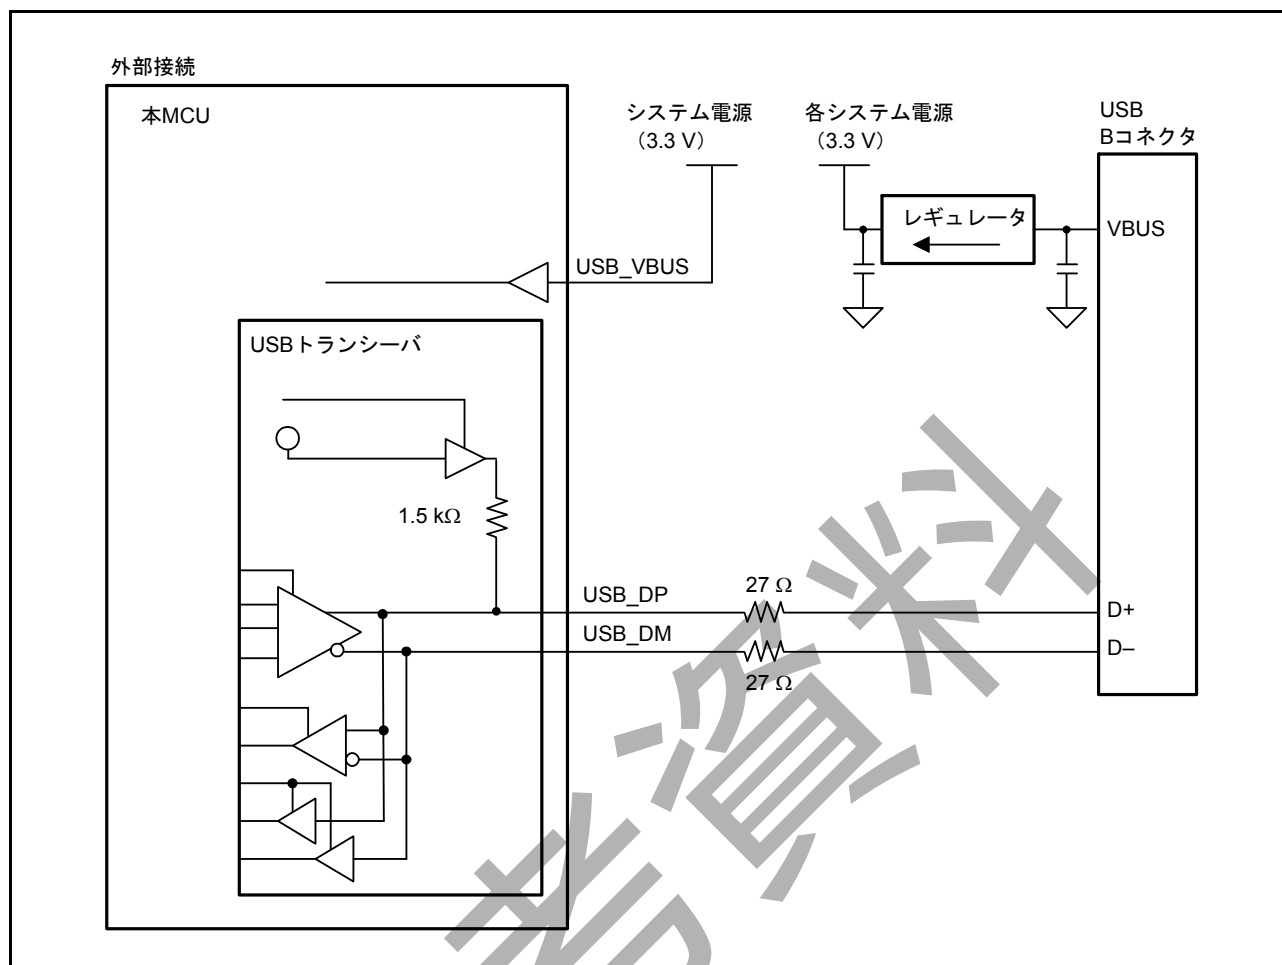 外部接続
本MCU
システム電源
（3.3 V）
各システム電源
（3.3 V）
USB
Bコネクタ
レギュレータ
VBUS
USB_VBUS
USBトランシーバ
1.5 kΩ
USB_DP
27 Ω
D+
USB_DM
27 Ω
D–
考資料